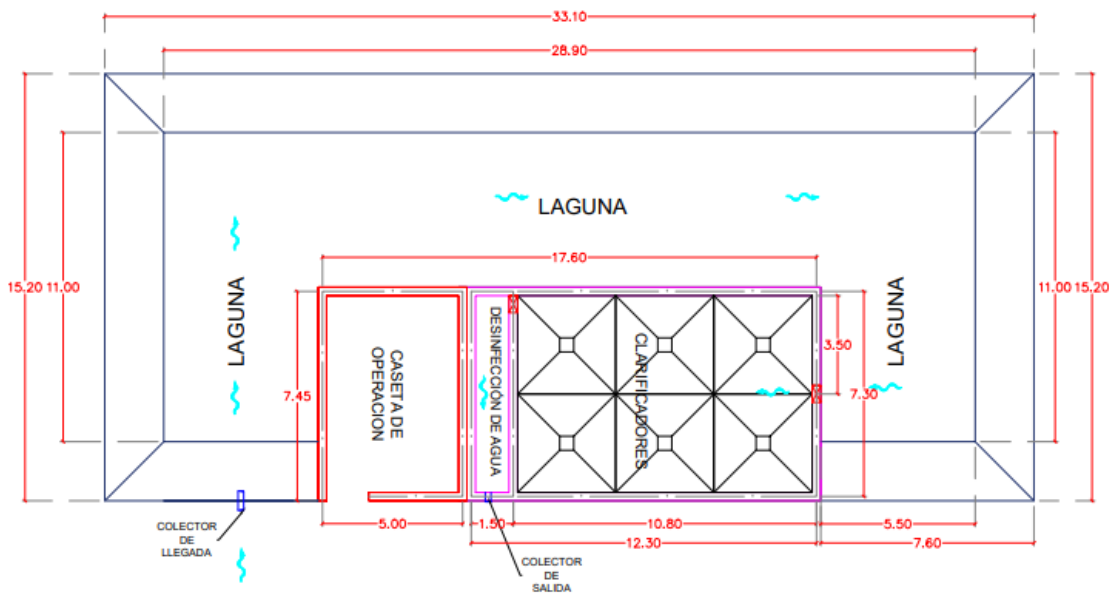 33.10
28.90
LAGUNA
17.60
15.20
11.00
LAGUNA
7.45
CASETA DE
OPERACION
DESINFECCIÓN DE AGUA
CLARIFICADORES
3.50
7.30
LAGUNA
11.00
15.20
5.00
1.50
10.80
5.50
12.30
7.60
COLECTOR
DE
LLEGADA
COLECTOR
DE
SALIDA